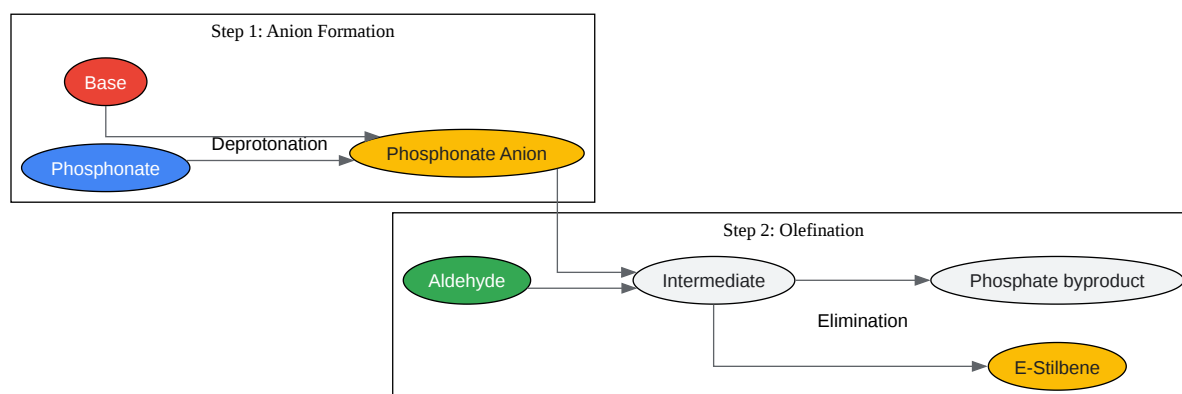 Step 1: Anion Formation
Base
Deprotonation
Phosphonate
Phosphonate Anion
Step 2: Olefination
Aldehyde
Intermediate
Phosphate byproduct
Elimination
E-Stilbene